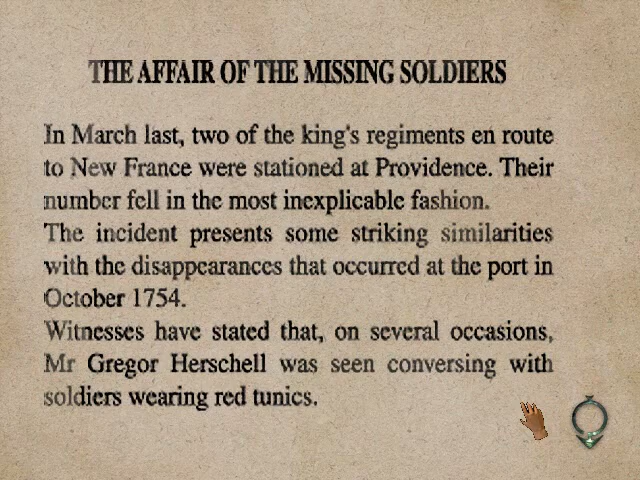 THE AFFAIR OF THE MISSING SOLDIERS
In March last, two of the king's regiments en route
to New France were stationed at Providence. Their
number fell in the most inexplicable fashion.
The incident presents some striking similarities
with the disappearances that occurred at the port in
October 1754.
Witnesses have stated that, on several occasions,
Mr Gregor Herschell was seen conversing with
soldiers wearing red tunics.